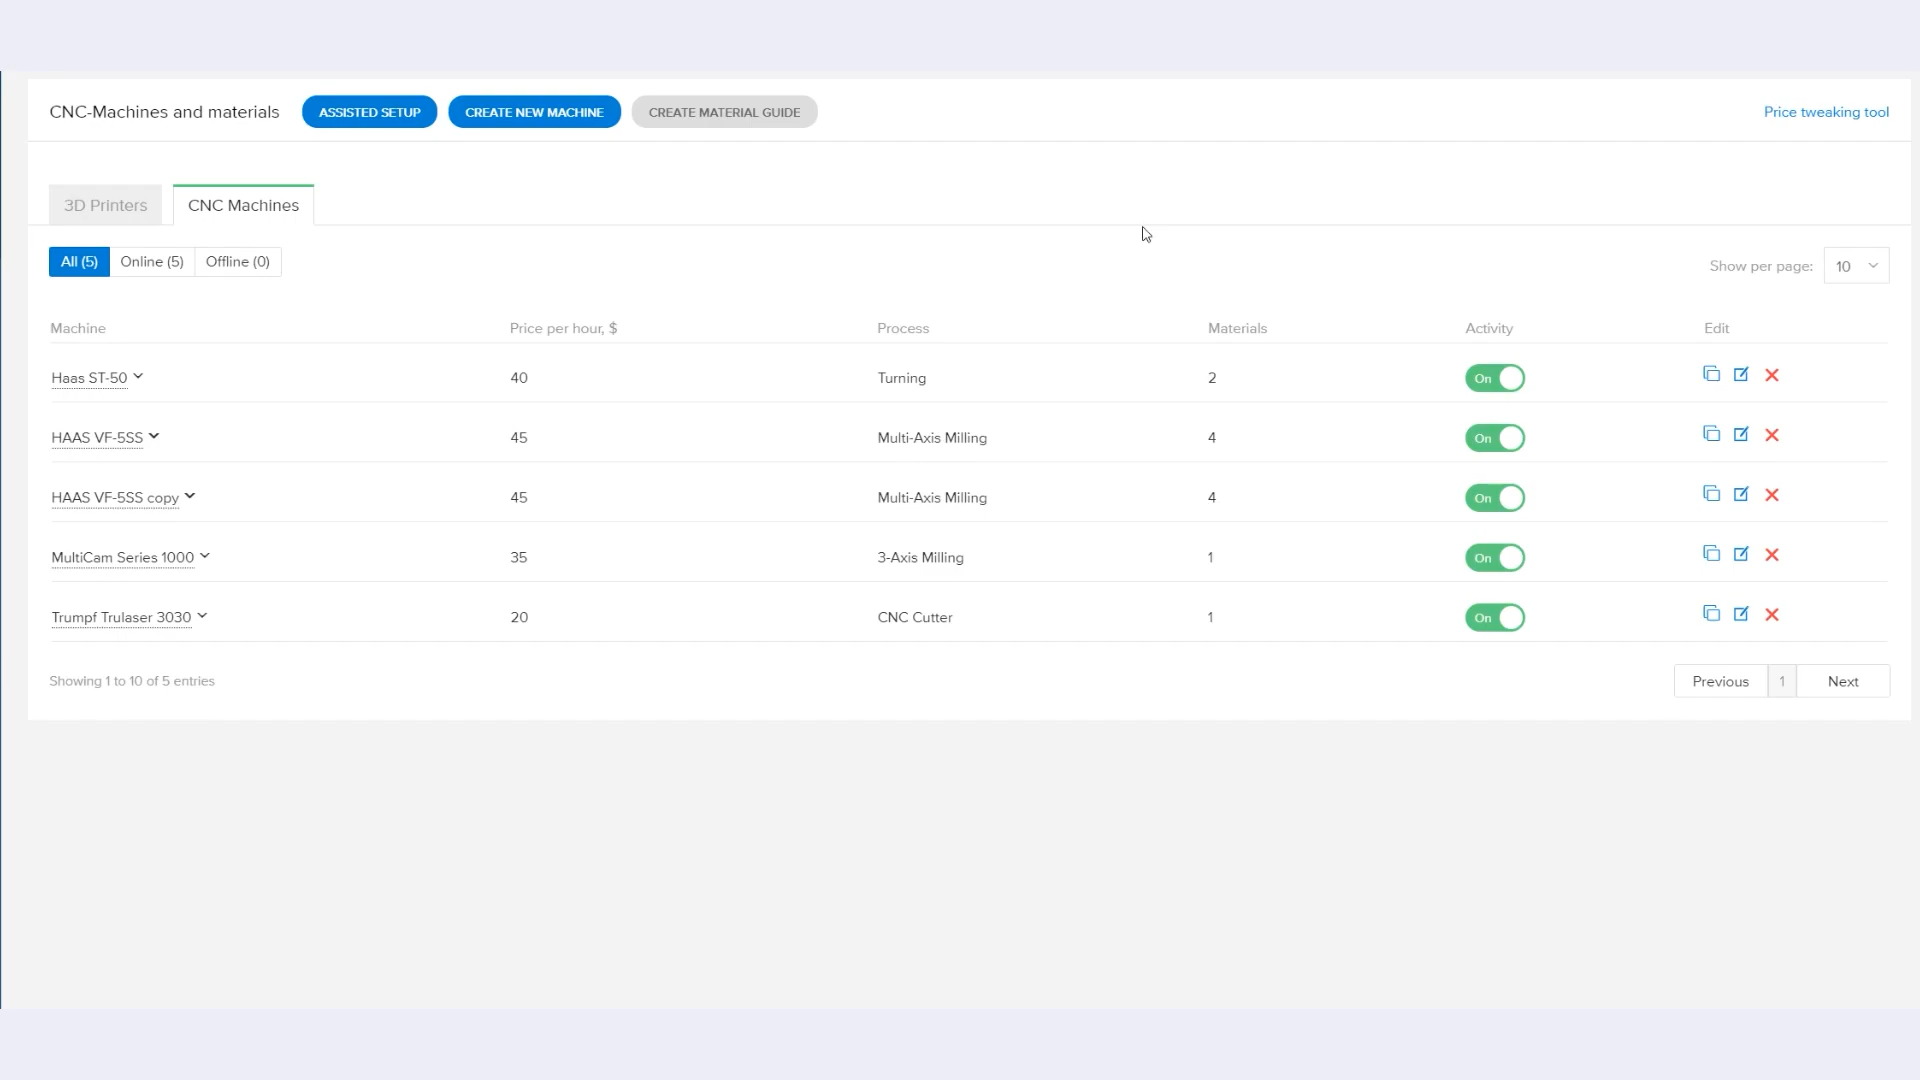 CNC-Machines and materials ASSISTED SETUP CREATE NEW MACHINE CREATE MATERIAL GUIDE Price tweaking tool
3D Printers CNC Machines
All (5) Online (5) Offline (0) Show per page: 10
Machine Price per hour, $ Process Materials Activity Edit
Haas ST-50 40 Turning 2 On
HAAS VF-5SS 45 Multi-Axis Milling 4 On
HAAS VF-5SS copy 45 Multi-Axis Milling 4 On
MultiCam Series 1000 35 3-Axis Milling 1 On
Trumpf Trulaser 3030 20 CNC Cutter 1 On
Showing 1 to 10 of 5 entries Previous 1 Next